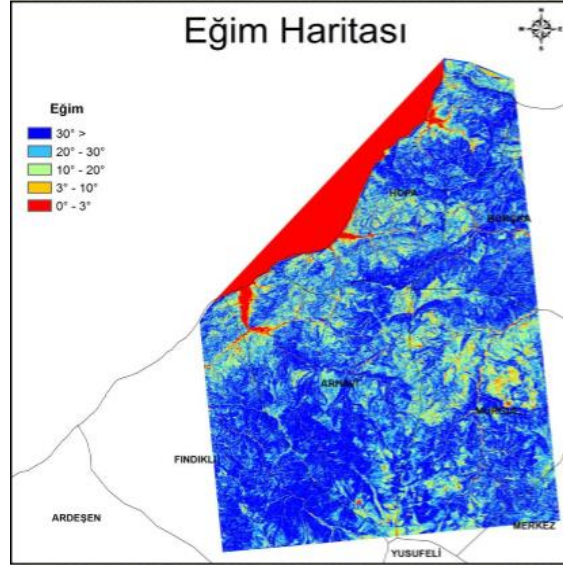 Eğim Haritası
Eğim
30° >
20° - 30°
10° - 20°
3° - 10°
0° - 3°
HOPA
BORÇKA
ARHAVİ
MURGUL
FINDIKLI
ARDEŞEN
MERKEZ
YUSUFELİ